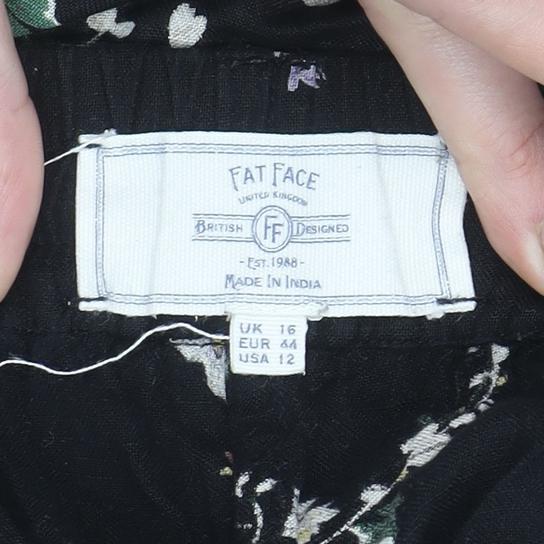 FAT FACE
UNITED KINGDOM
BRITISH FF DESIGNED
- EST. 1988 -
MADE IN INDIA
UK 16
EUR 44
USA 12